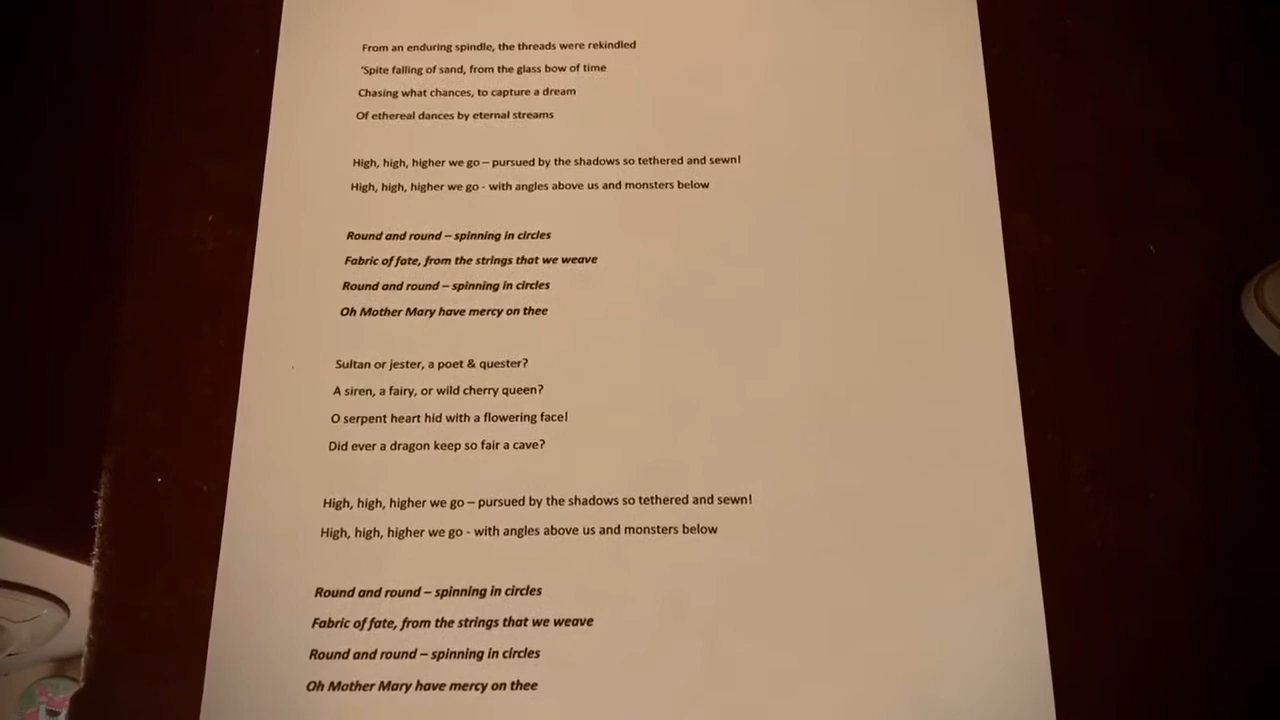 From an enduring spindle, the threads were rekindled
'Spite falling of sand, from the glass bow of time
Chasing what chances, to capture a dream
Of ethereal dances by eternal streams
High, high, higher we go – pursued by the shadows so tethered and sewn!
High, high, higher we go - with angles above us and monsters below
Round and round – spinning in circles
Fabric of fate, from the strings that we weave
Round and round – spinning in circles
Oh Mother Mary have mercy on thee
Sultan or jester, a poet & quester?
A siren, a fairy, or wild cherry queen?
O serpent heart hid with a flowering face!
Did ever a dragon keep so fair a cave?
High, high, higher we go – pursued by the shadows so tethered and sewn!
High, high, higher we go - with angles above us and monsters below
Round and round – spinning in circles
Fabric of fate, from the strings that we weave
Round and round – spinning in circles
Oh Mother Mary have mercy on thee